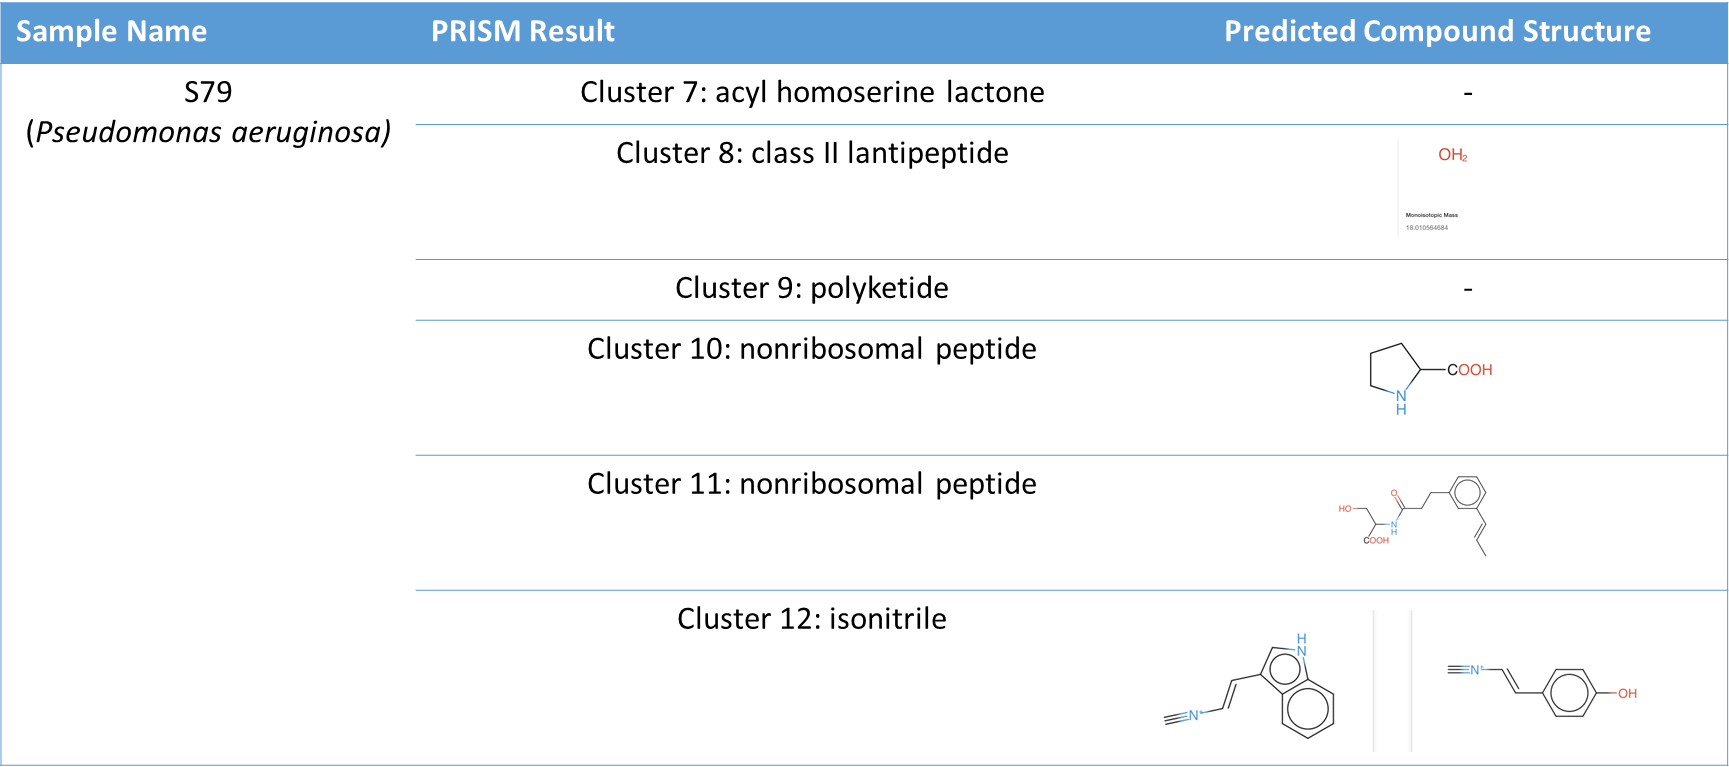 Sample Name PRISM Result Predicted Compound Structure
S79 Cluster 7: acyl homoserine lactone -
(Pseudomonas aeruginosa)
Cluster 8: class II lantipeptide OH₂
Monoisotopic Mass
18.010564684
Cluster 9: polyketide -
Cluster 10: nonribosomal peptide
COOH
N
H
Cluster 11: nonribosomal peptide
O
HO
N
H
COOH
Cluster 12: isonitrile
H
N
N⁺
N⁺
OH